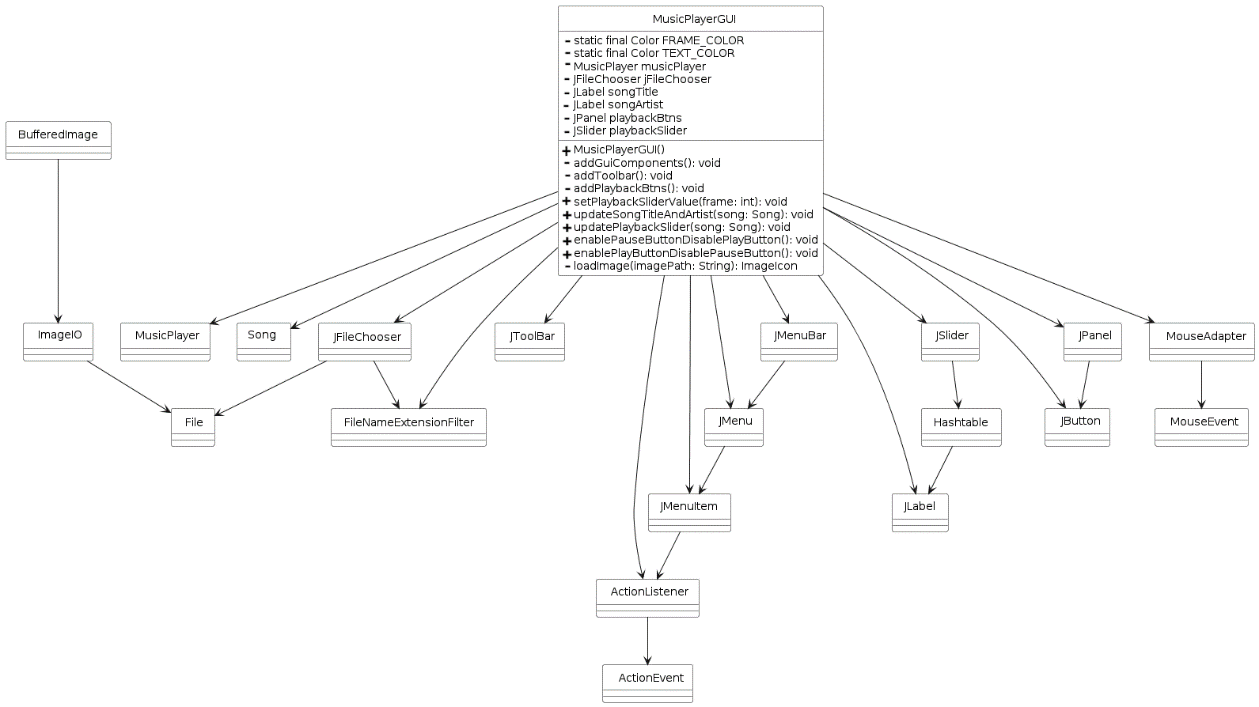 MusicPlayerGUI
- static final Color FRAME_COLOR
- static final Color TEXT_COLOR
- MusicPlayer musicPlayer
- JFileChooser jFileChooser
- JLabel songTitle
- JLabel songArtist
- JPanel playbackBtns
- JSlider playbackSlider
+ MusicPlayerGUI()
- addGuiComponents(): void
- addToolbar(): void
- addPlaybackBtns(): void
+ setPlaybackSliderValue(frame: int): void
+ updateSongTitleAndArtist(song: Song): void
+ updatePlaybackSlider(song: Song): void
+ enablePauseButtonDisablePlayButton(): void
+ enablePlayButtonDisablePauseButton(): void
- loadImage(imagePath: String): ImageIcon
BufferedImage
ImageIO
MusicPlayer
Song
JFileChooser
JToolBar
JMenuBar
JSlider
JPanel
MouseAdapter
File
FileNameExtensionFilter
JMenu
Hashtable
JButton
MouseEvent
JMenuItem
JLabel
ActionListener
ActionEvent